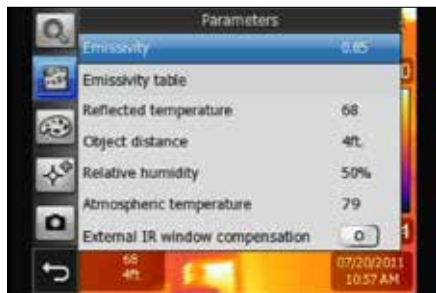 Parameters
Emissivity 0.85
Emissivity table
Reflected temperature 68
Object distance 4ft.
Relative humidity 50%
Atmospheric temperature 79
External IR window compensation
68
4ft.
07/20/2011
10:57 AM